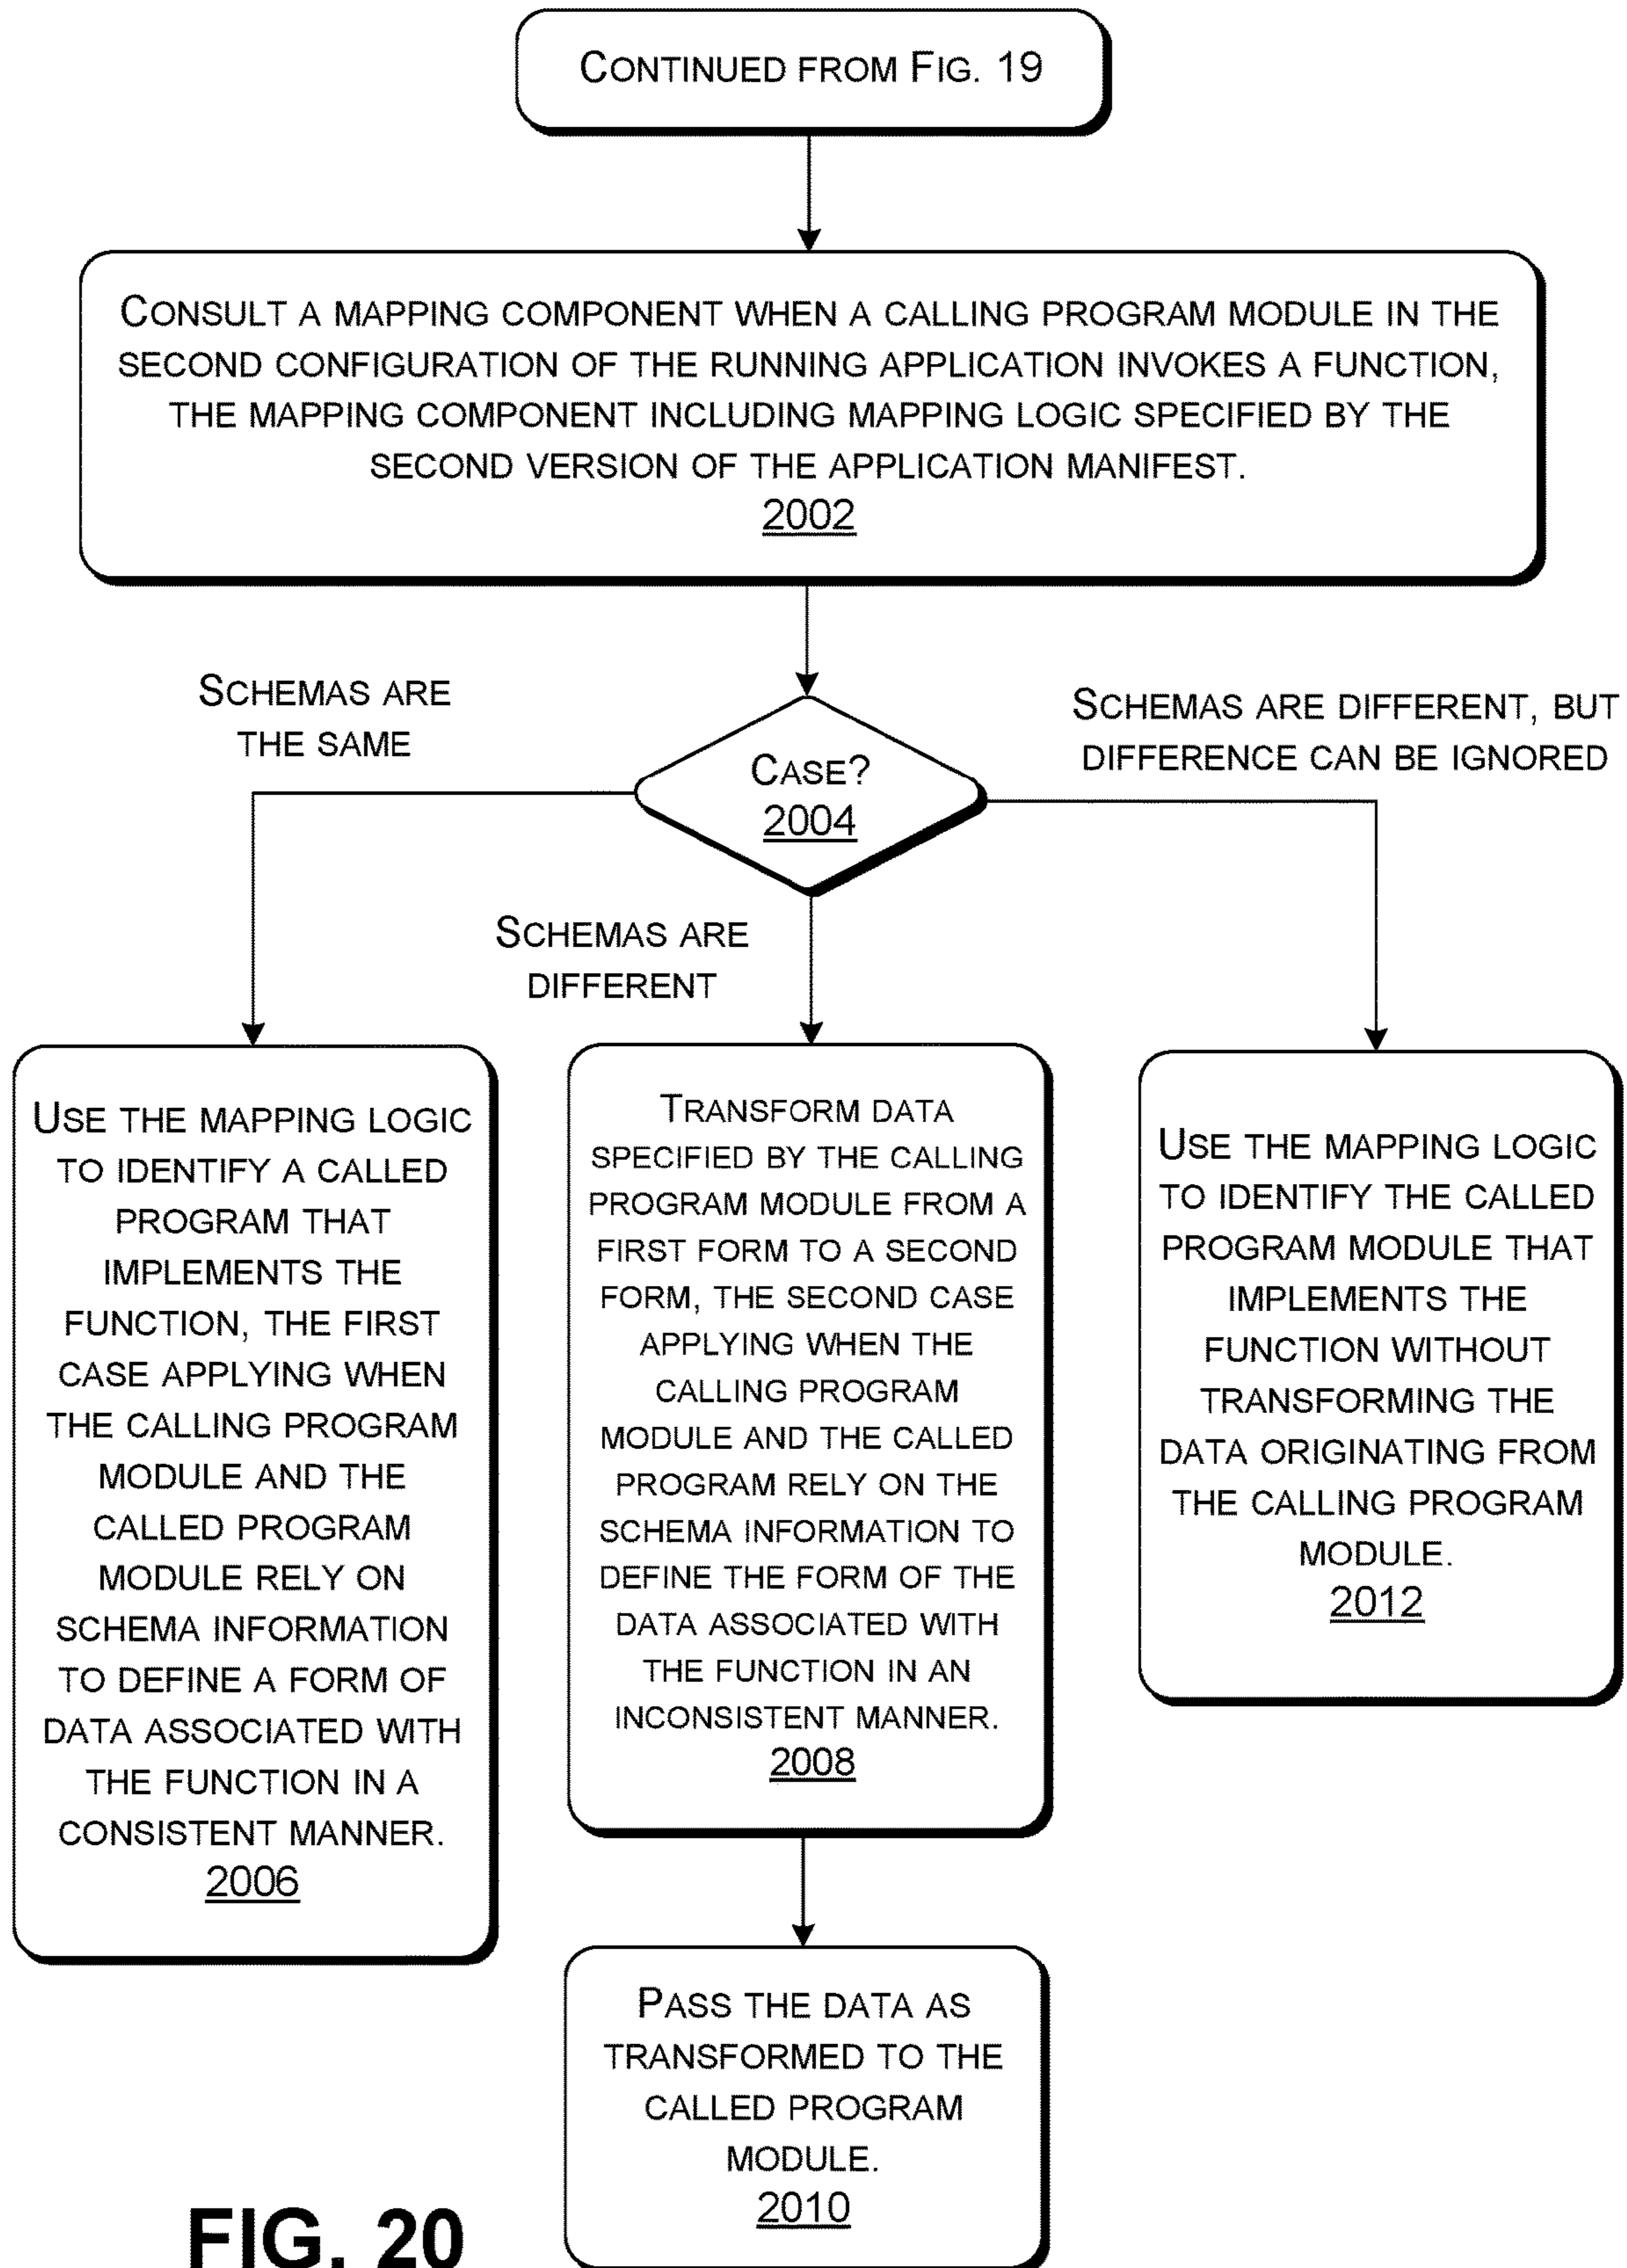 CONTINUED FROM FIG. 19
CONSULT A MAPPING COMPONENT WHEN A CALLING PROGRAM MODULE IN THE
SECOND CONFIGURATION OF THE RUNNING APPLICATION INVOKES A FUNCTION,
THE MAPPING COMPONENT INCLUDING MAPPING LOGIC SPECIFIED BY THE
SECOND VERSION OF THE APPLICATION MANIFEST.
2002
SCHEMAS ARE
THE SAME
CASE?
2004
SCHEMAS ARE DIFFERENT, BUT
DIFFERENCE CAN BE IGNORED
SCHEMAS ARE
DIFFERENT
USE THE MAPPING LOGIC
TO IDENTIFY A CALLED
PROGRAM THAT
IMPLEMENTS THE
FUNCTION, THE FIRST
CASE APPLYING WHEN
THE CALLING PROGRAM
MODULE AND THE
CALLED PROGRAM
MODULE RELY ON
SCHEMA INFORMATION
TO DEFINE A FORM OF
DATA ASSOCIATED WITH
THE FUNCTION IN A
CONSISTENT MANNER.
2006
TRANSFORM DATA
SPECIFIED BY THE CALLING
PROGRAM MODULE FROM A
FIRST FORM TO A SECOND
FORM, THE SECOND CASE
APPLYING WHEN THE
CALLING PROGRAM
MODULE AND THE CALLED
PROGRAM RELY ON THE
SCHEMA INFORMATION TO
DEFINE THE FORM OF THE
DATA ASSOCIATED WITH
THE FUNCTION IN AN
INCONSISTENT MANNER.
2008
USE THE MAPPING LOGIC
TO IDENTIFY THE CALLED
PROGRAM MODULE THAT
IMPLEMENTS THE
FUNCTION WITHOUT
TRANSFORMING THE
DATA ORIGINATING FROM
THE CALLING PROGRAM
MODULE.
2012
PASS THE DATA AS
TRANSFORMED TO THE
CALLED PROGRAM
MODULE.
2010
FIG. 20